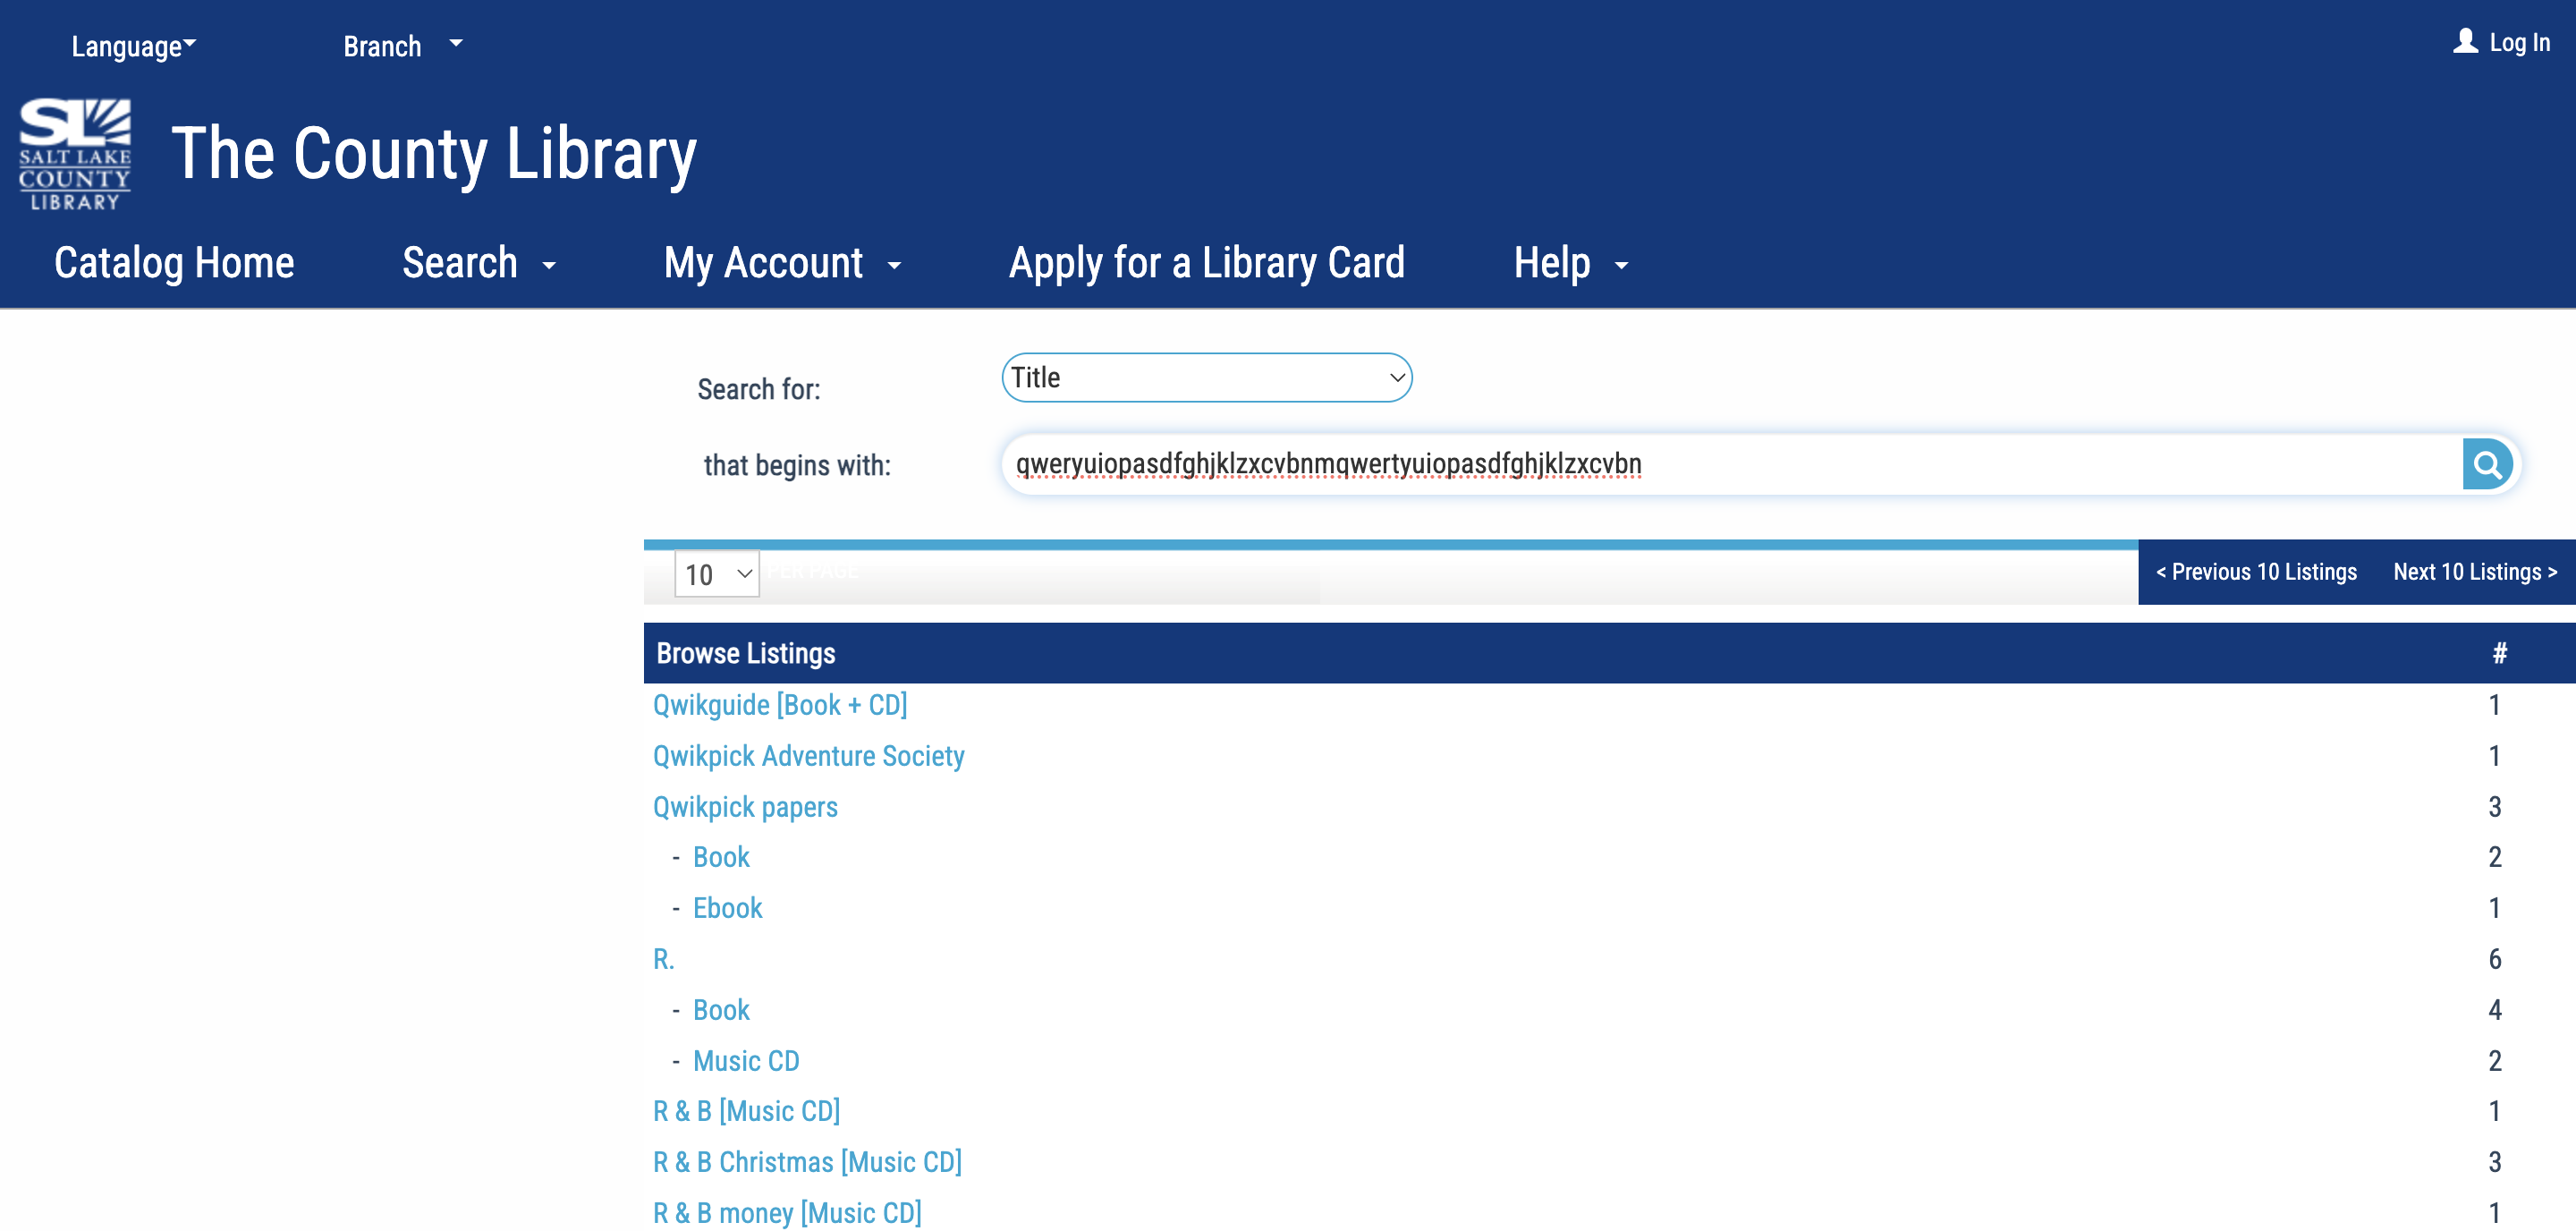 Language
Branch
Log In
SALT LAKE
COUNTY
LIBRARY
The County Library
Catalog Home
Search
My Account
Apply for a Library Card
Help
Search for:
Title
that begins with:
qweryuiopasdfghjklzxcvbnmqwertyuiopasdfghjklzxcvbn
10 PER PAGE
< Previous 10 Listings
Next 10 Listings >
Browse Listings #
Qwikguide [Book + CD] 1
Qwikpick Adventure Society 1
Qwikpick papers 3
- Book 2
- Ebook 1
R. 6
- Book 4
- Music CD 2
R & B [Music CD] 1
R & B Christmas [Music CD] 3
R & B money [Music CD] 1